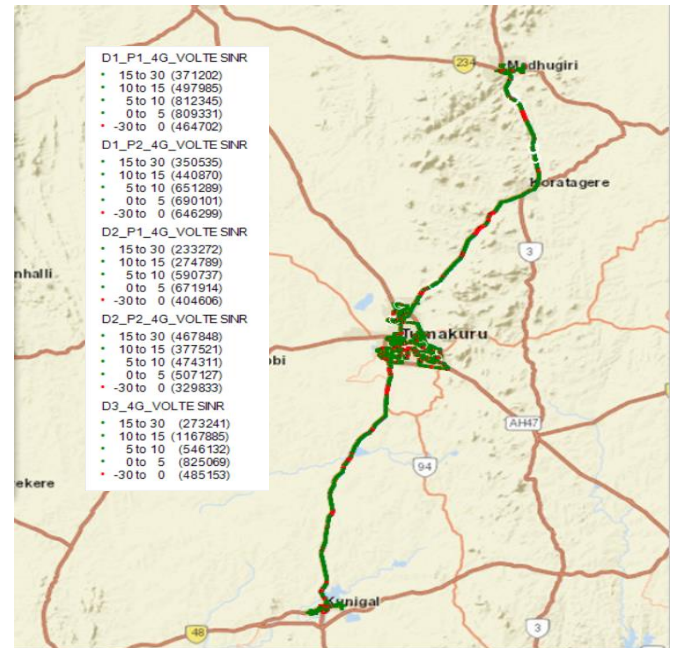 D1_P1_4G_VOLTE SINR
15 to 30 (371202)
10 to 15 (497985)
5 to 10 (812345)
0 to 5 (809331)
-30 to 0 (464702)
D1_P2_4G_VOLTE SINR
15 to 30 (350535)
10 to 15 (440870)
5 to 10 (651289)
0 to 5 (690101)
-30 to 0 (646299)
D2_P1_4G_VOLTE SINR
15 to 30 (233272)
10 to 15 (274789)
5 to 10 (590737)
0 to 5 (671914)
-30 to 0 (404606)
D2_P2_4G_VOLTE SINR
15 to 30 (467848)
10 to 15 (377521)
5 to 10 (474311)
0 to 5 (507127)
-30 to 0 (329833)
D3_4G_VOLTE SINR
15 to 30 (273241)
10 to 15 (1167885)
5 to 10 (546132)
0 to 5 (825069)
-30 to 0 (485153)
234
Madhugiri
Koratagere
3
nhalli
Tumakuru
obi
AH47
94
ekere
Kunigal
48
3